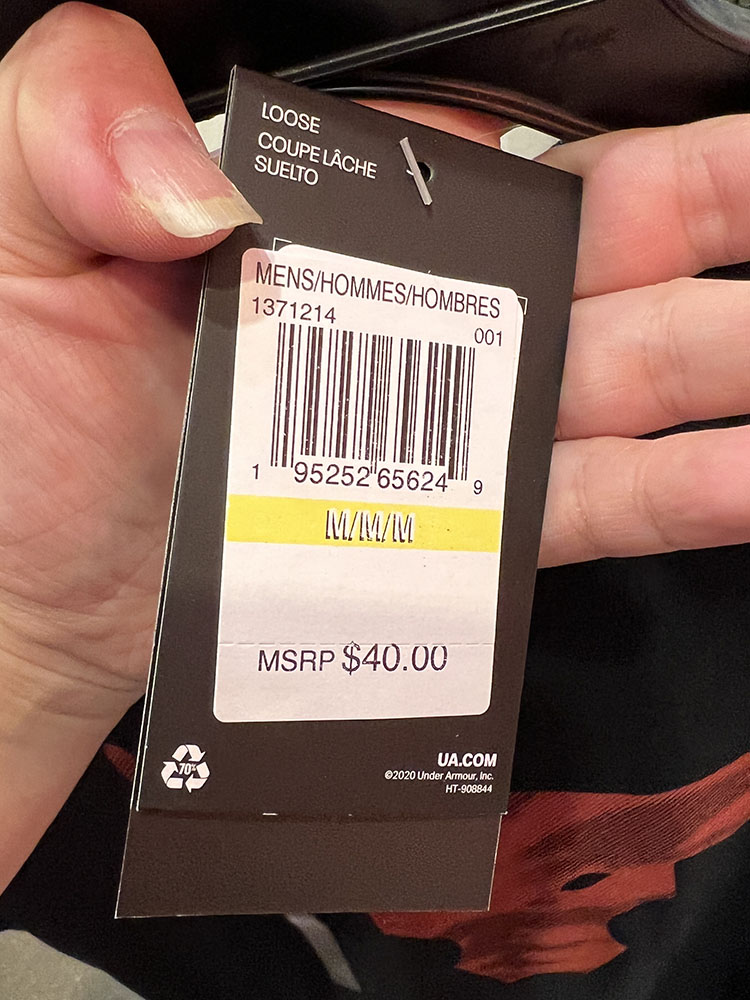 LOOSE
COUPE LÂCHE
SUELTO
MENS/HOMMES/HOMBRES
1371214
001
1 95252 65624 9
M/M/M
MSRP $40.00
70%
UA.COM
©2020 Under Armour, Inc.
HT-908844